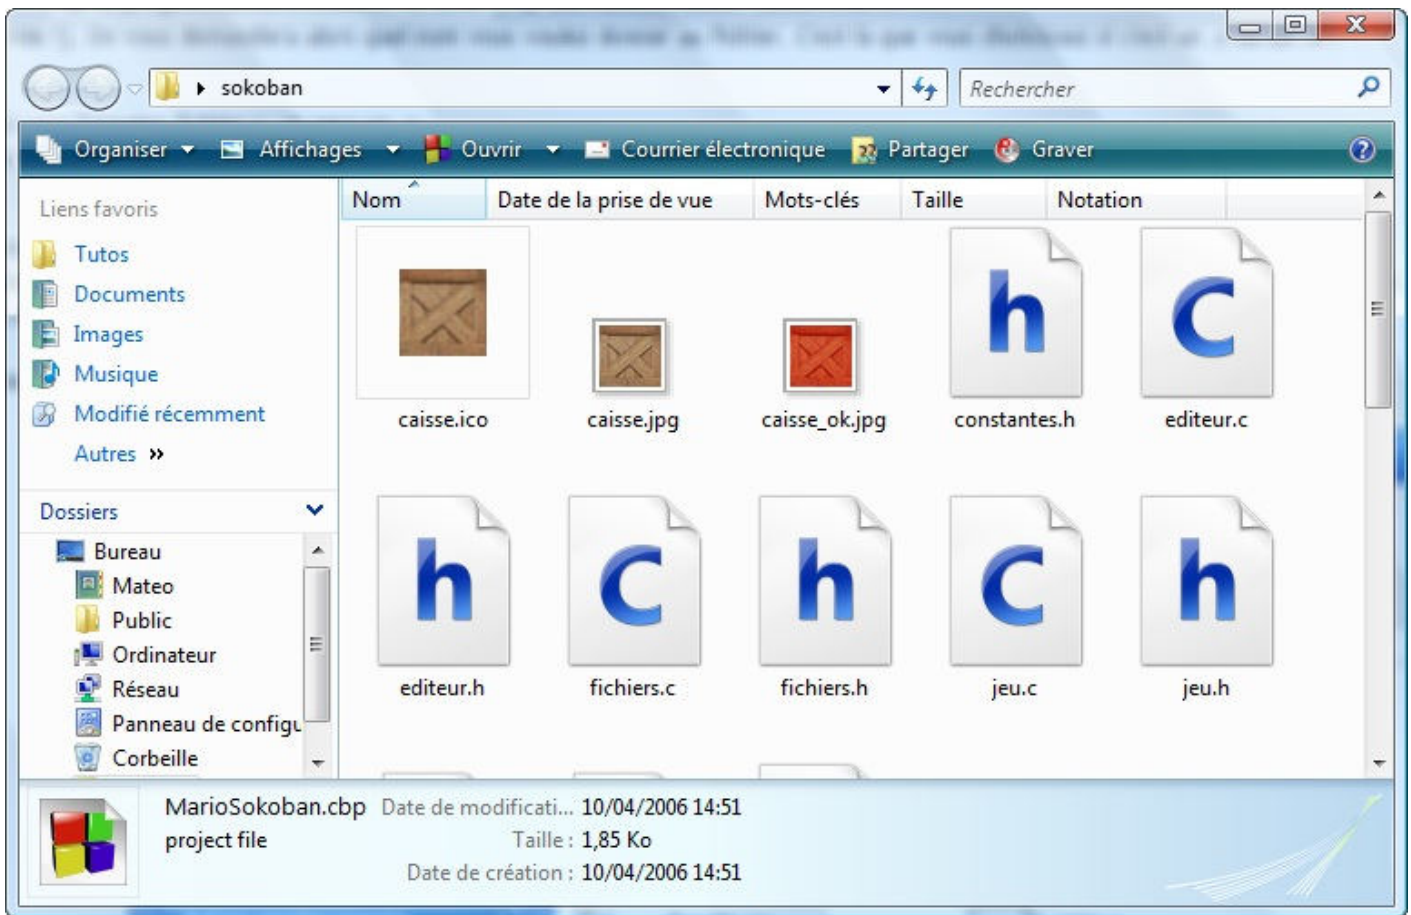 sokoban
Rechercher
Organiser Affichages Ouvrir Courrier électronique Partager Graver
Liens favoris
Tutos
Documents
Images
Musique
Modifié récemment
Autres »
Dossiers
Bureau
Mateo
Public
Ordinateur
Réseau
Panneau de configu
Corbeille
Nom Date de la prise de vue Mots-clés Taille Notation
caisse.ico caisse.jpg caisse_ok.jpg constantes.h editeur.c
editeur.h fichiers.c fichiers.h jeu.c jeu.h
MarioSokoban.cbp Date de modificati... 10/04/2006 14:51
project file Taille : 1,85 Ko
Date de création : 10/04/2006 14:51